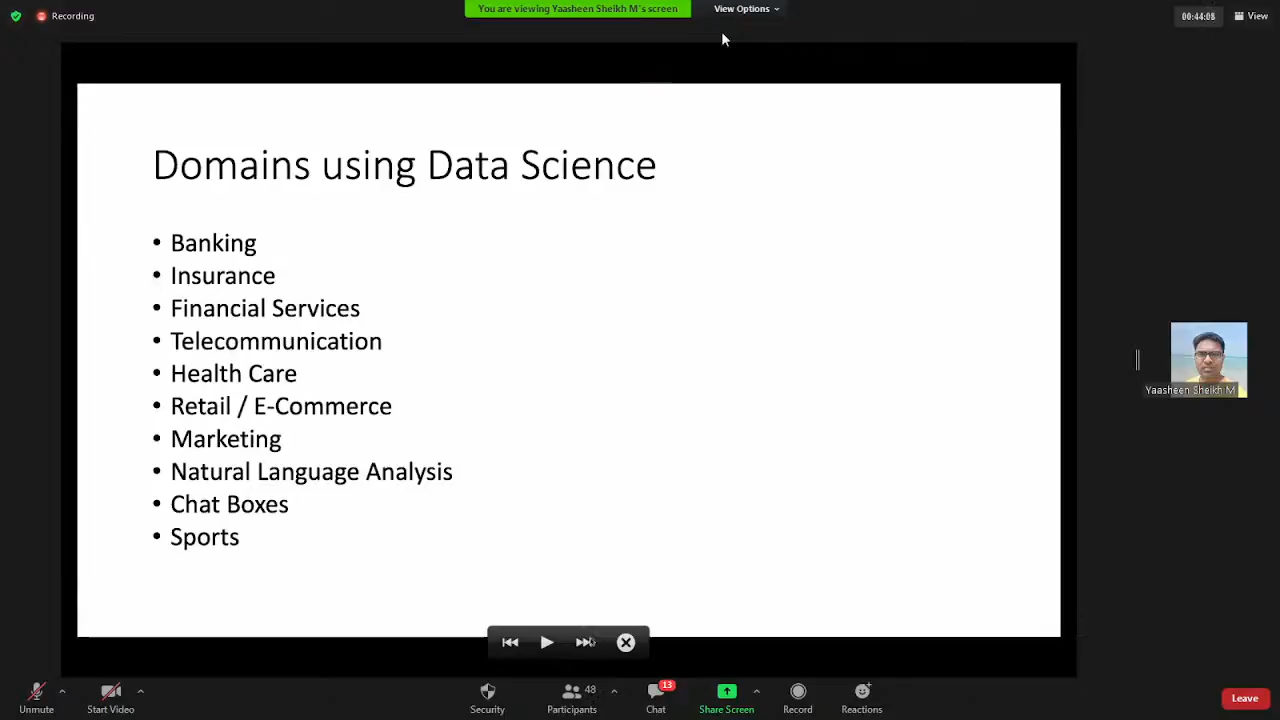 Recording
You are viewing Yaasheen Sheikh M's screen
View Options
00:44:08
View
Domains using Data Science
• Banking
• Insurance
• Financial Services
• Telecommunication
• Health Care
• Retail / E-Commerce
• Marketing
• Natural Language Analysis
• Chat Boxes
• Sports
Yaasheen Sheikh M
Unmute
Start Video
Security
48
Participants
13
Chat
Share Screen
Record
Reactions
Leave